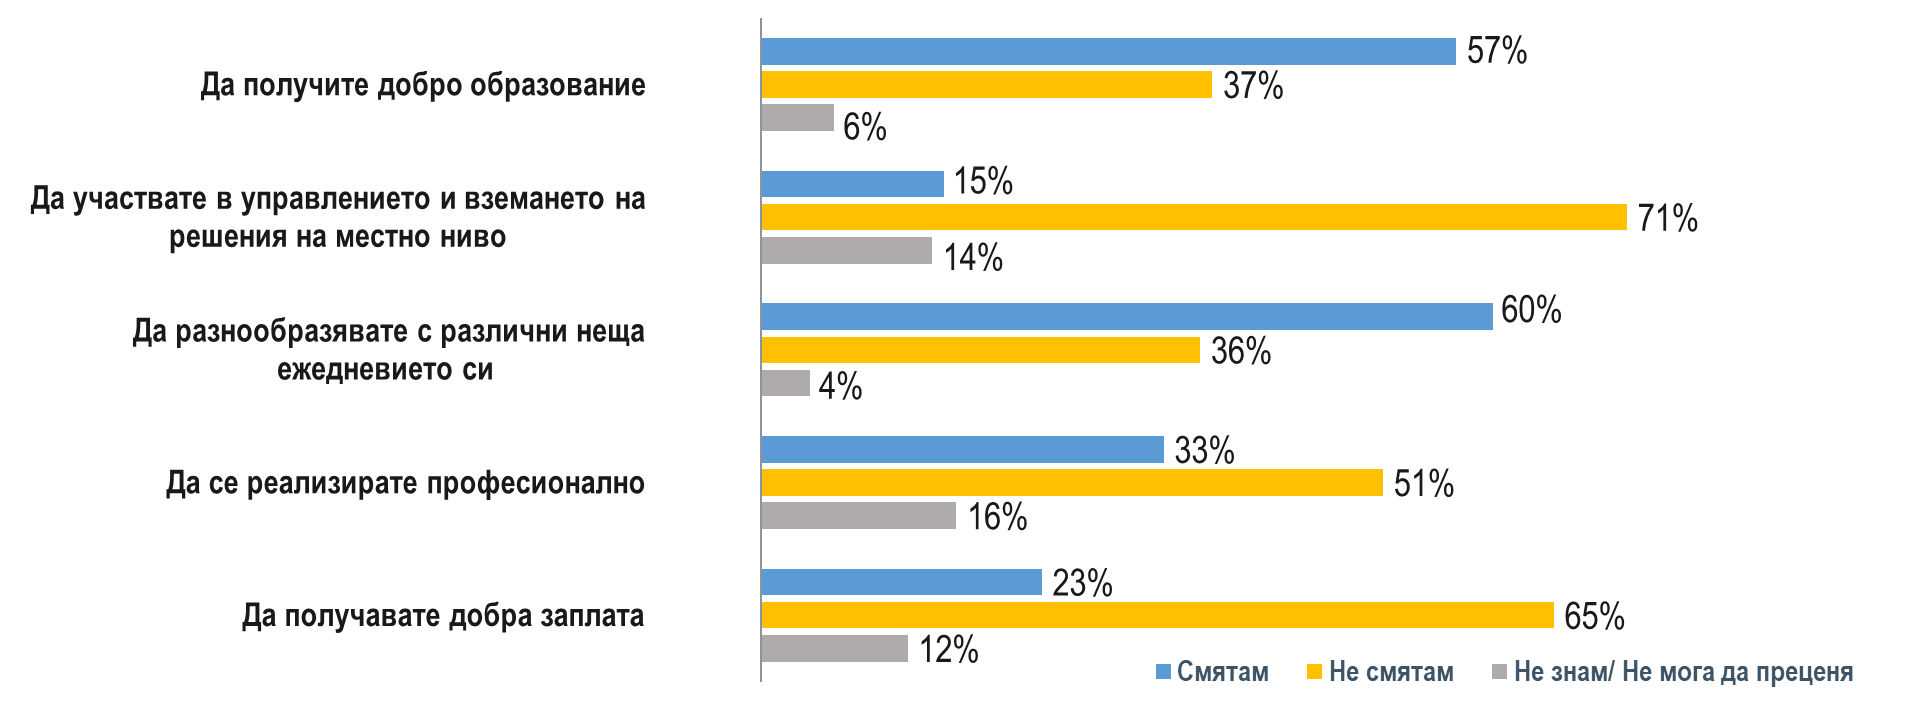 Да получите добро образование
57%
37%
6%
Да участвате в управлението и вземането на
решения на местно ниво
15%
71%
14%
Да разнообразявате с различни неща
ежедневието си
60%
36%
4%
Да се реализирате професионално
33%
51%
16%
Да получавате добра заплата
23%
65%
12%
Смятам
Не смятам
Не знам/ Не мога да преценя